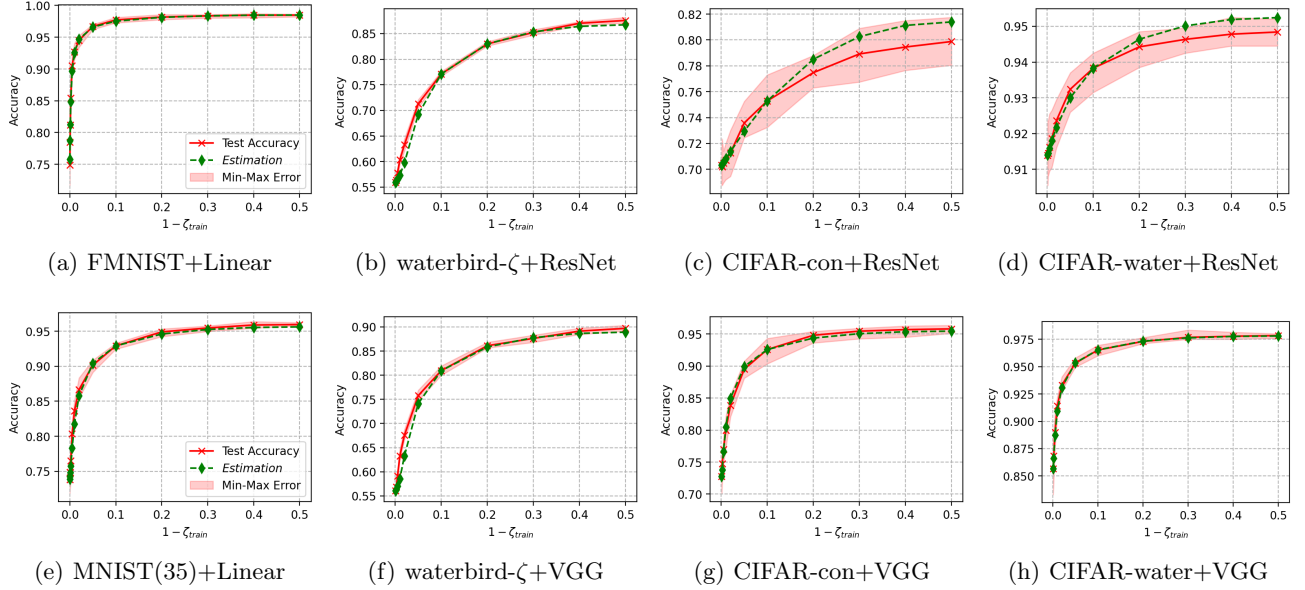 1.00
0.95
0.90
0.85
0.80
0.75
Accuracy
Test Accuracy
Estimation
Min-Max Error
0.0 0.1 0.2 0.3 0.4 0.5
1 − ζtrain
(a) FMNIST+Linear
0.85
0.80
0.75
0.70
0.65
0.60
0.55
Accuracy
0.0 0.1 0.2 0.3 0.4 0.5
1 − ζtrain
(b) waterbird-ζ+ResNet
0.82
0.80
0.78
0.76
0.74
0.72
0.70
Accuracy
0.0 0.1 0.2 0.3 0.4 0.5
1 − ζtrain
(c) CIFAR-con+ResNet
0.95
0.94
0.93
0.92
0.91
Accuracy
0.0 0.1 0.2 0.3 0.4 0.5
1 − ζtrain
(d) CIFAR-water+ResNet
0.95
0.90
0.85
0.80
0.75
Accuracy
Test Accuracy
Estimation
Min-Max Error
0.0 0.1 0.2 0.3 0.4 0.5
1 − ζtrain
(e) MNIST(35)+Linear
0.90
0.85
0.80
0.75
0.70
0.65
0.60
0.55
Accuracy
0.0 0.1 0.2 0.3 0.4 0.5
1 − ζtrain
(f) waterbird-ζ+VGG
0.95
0.90
0.85
0.80
0.75
0.70
Accuracy
0.0 0.1 0.2 0.3 0.4 0.5
1 − ζtrain
(g) CIFAR-con+VGG
0.975
0.950
0.925
0.900
0.875
0.850
Accuracy
0.0 0.1 0.2 0.3 0.4 0.5
1 − ζtrain
(h) CIFAR-water+VGG